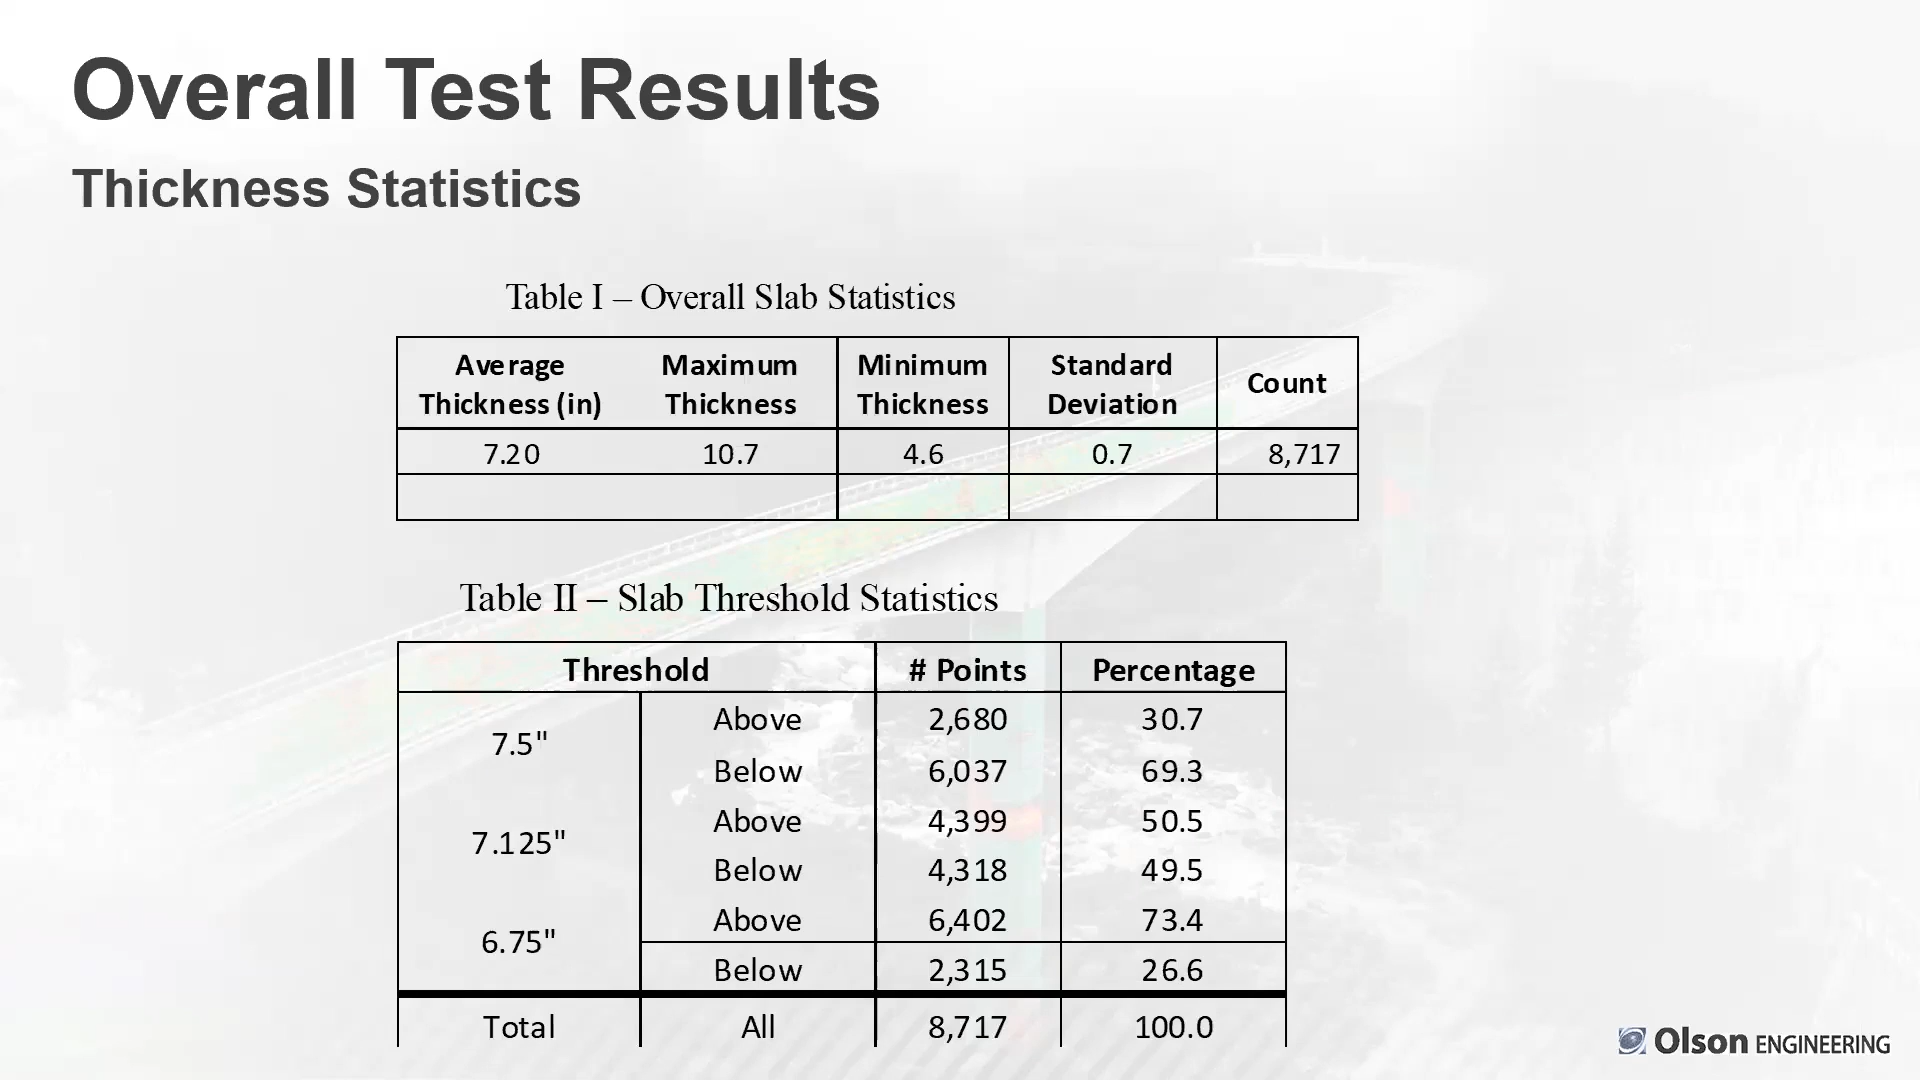 Overall Test Results
Thickness Statistics
Table I – Overall Slab Statistics
Average Thickness (in) Maximum Thickness Minimum Thickness Standard Deviation Count
7.20 10.7 4.6 0.7 8,717
Table II – Slab Threshold Statistics
Threshold # Points Percentage
7.5" Above 2,680 30.7
Below 6,037 69.3
7.125" Above 4,399 50.5
Below 4,318 49.5
6.75" Above 6,402 73.4
Below 2,315 26.6
Total All 8,717 100.0
Olson ENGINEERING